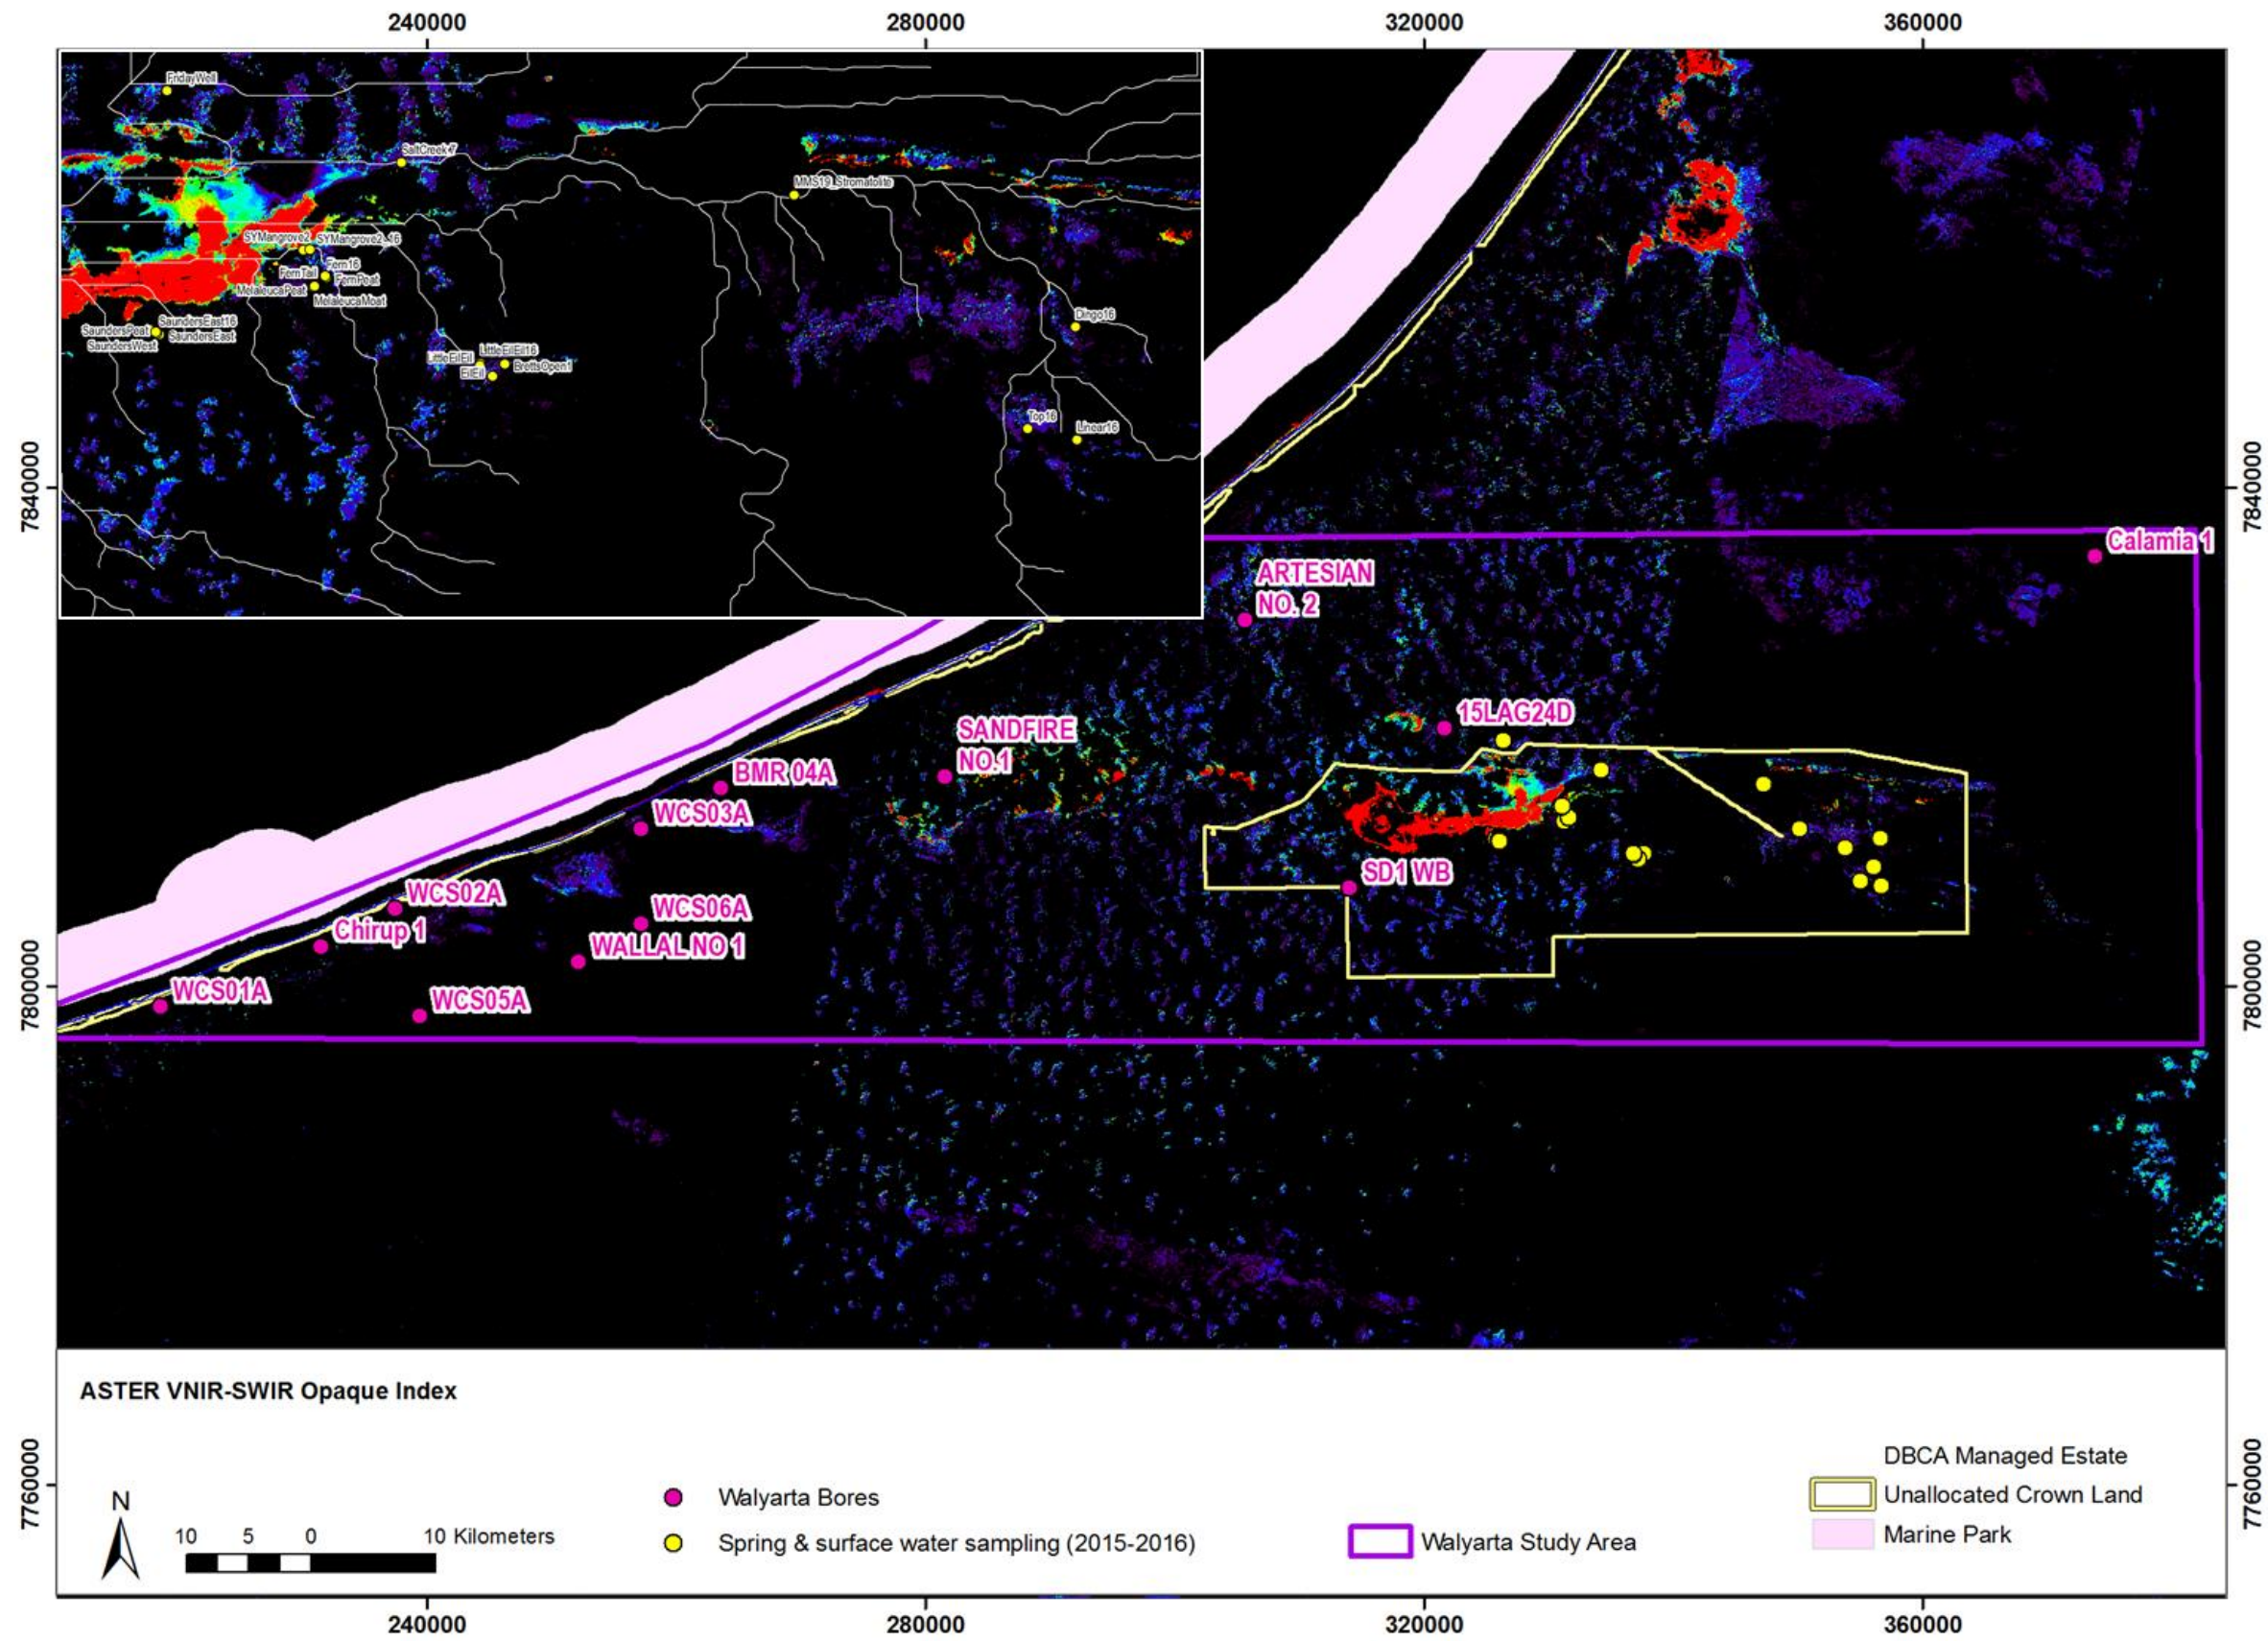 240000
280000
320000
360000
FridayWell
SaltCreek 7
MMS19_Stromatolite
SYMangrove2
SYMangrove2_16
FernTail
Fern16
FernPeat
MelaleucaPeat
MelaleucaMoat
SaundersPeat
SaundersEast16
SaundersWest
SaundersEast
LittleEilEil
LittleEilEil16
EilEil
BrettsOpen1
Dingo16
Top16
Linear16
7840000
7840000
Calamia 1
ARTESIAN
NO. 2
15LAG24D
SANDFIRE
NO.1
BMR 04A
WCS03A
SD1 WB
WCS02A
WCS06A
Chirup 1
WALLAL NO 1
WCS01A
WCS05A
7800000
7800000
ASTER VNIR-SWIR Opaque Index
7760000
7760000
N
10 5 0 10 Kilometers
Walyarta Bores
Spring & surface water sampling (2015-2016)
Walyarta Study Area
DBCA Managed Estate
Unallocated Crown Land
Marine Park
240000
280000
320000
360000